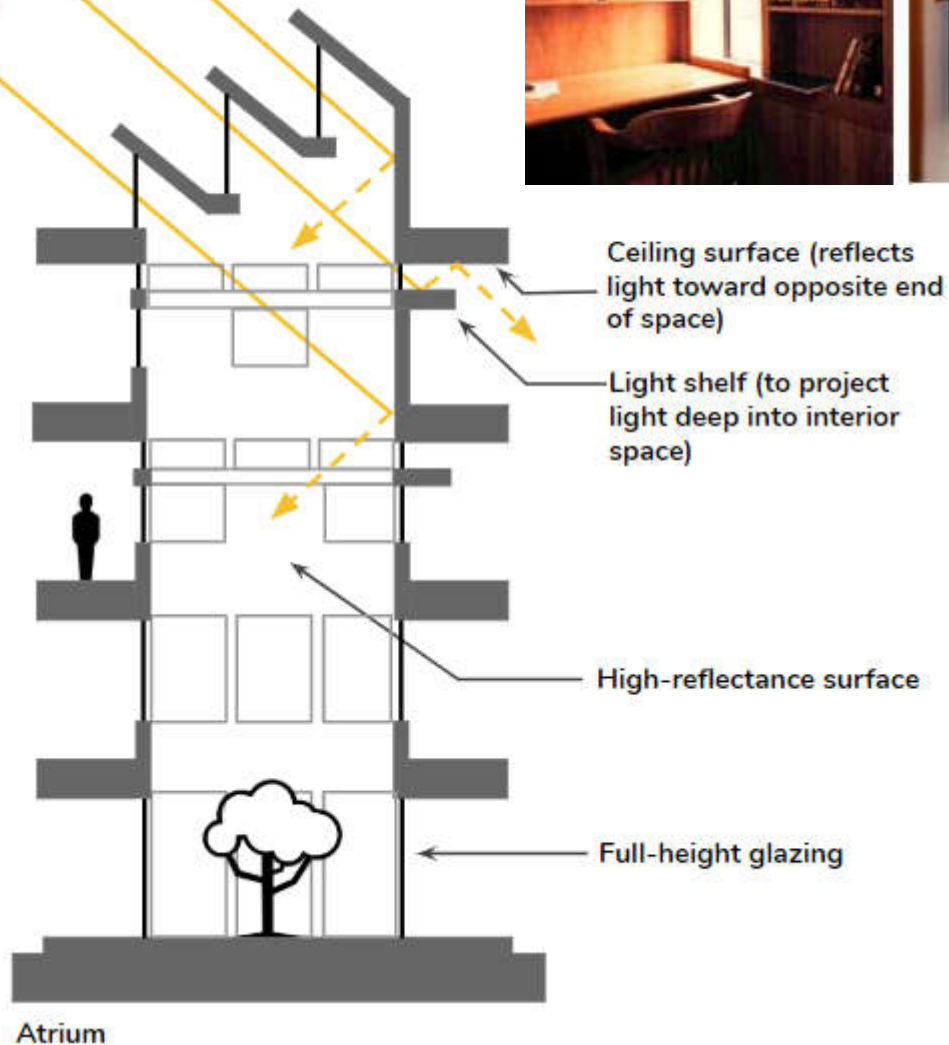 Ceiling surface (reflects
light toward opposite end
of space)
Light shelf (to project
light deep into interior
space)
High-reflectance surface
Full-height glazing
Atrium